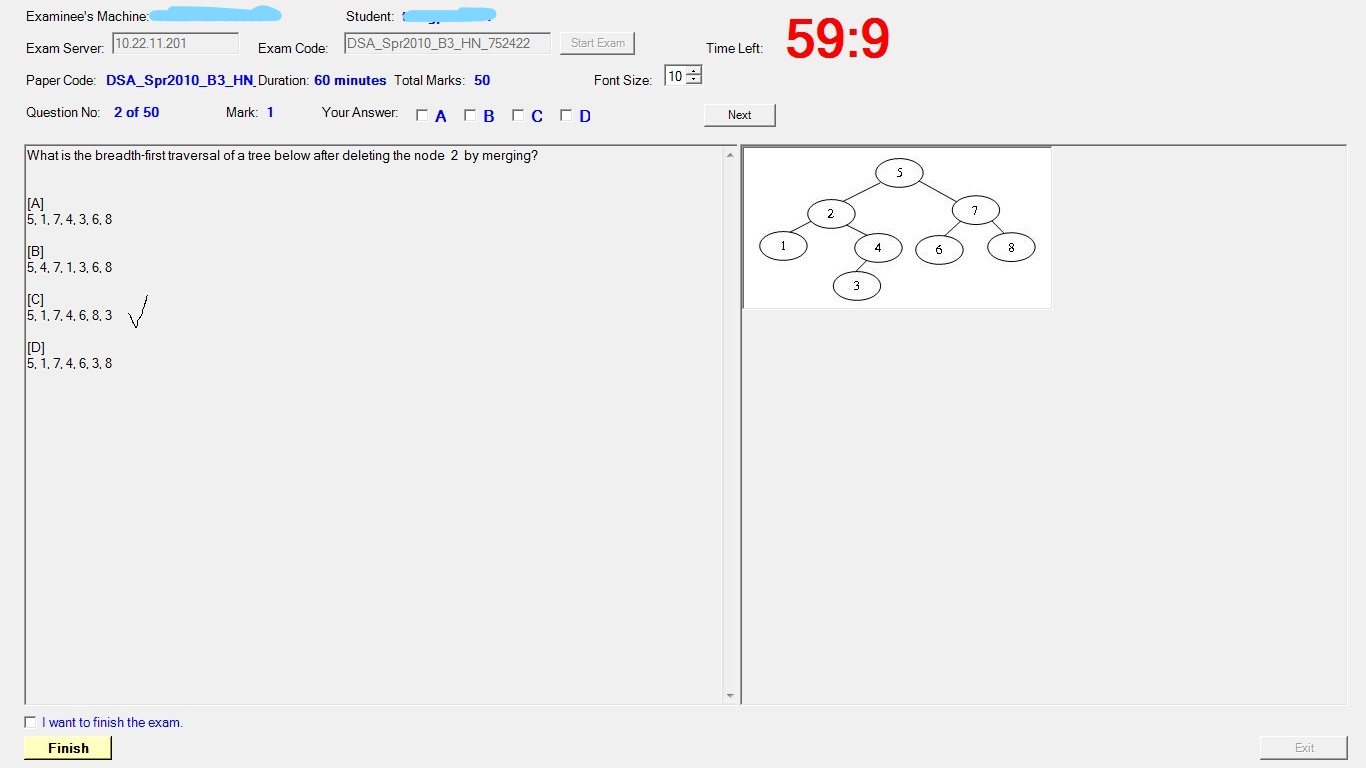 Examinee's Machine: Student:
Exam Server: 10.22.11.201 Exam Code: DSA_Spr2010_B3_HN_752422 Start Exam Time Left: 59:9
Paper Code: DSA_Spr2010_B3_HN_ Duration: 60 minutes Total Marks: 50 Font Size: 10
Question No: 2 of 50 Mark: 1 Your Answer: A B C D Next
What is the breadth-first traversal of a tree below after deleting the node 2 by merging?
[A]
5, 1, 7, 4, 3, 6, 8
[B]
5, 4, 7, 1, 3, 6, 8
[C]
5, 1, 7, 4, 6, 8, 3
[D]
5, 1, 7, 4, 6, 3, 8
5
2 7
1 4 6 8
3
I want to finish the exam.
Finish Exit